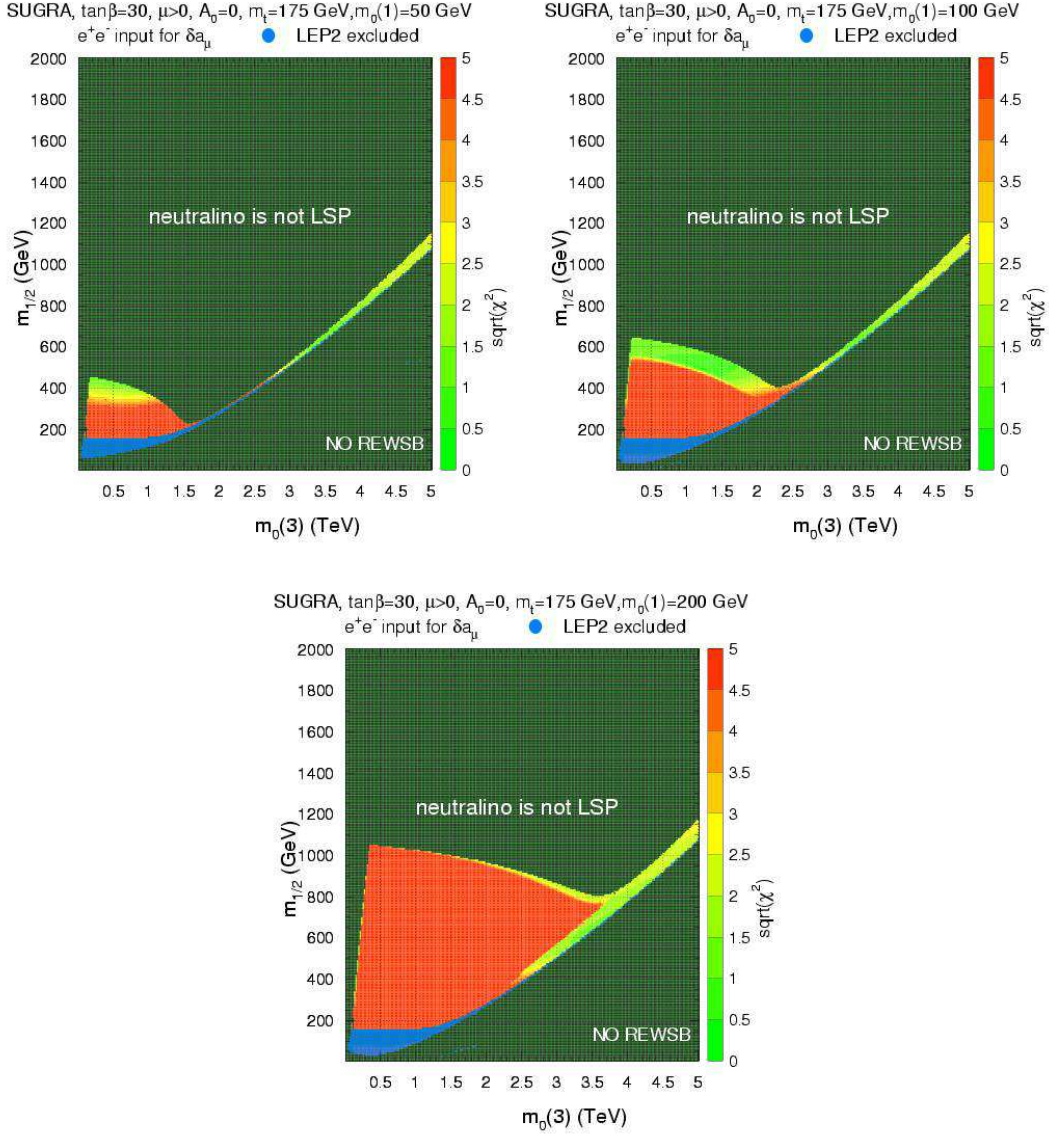 SUGRA, tanβ=30, μ>0, A₀=0, mₜ=175 GeV,m₀(1)=50 GeV
e⁺e⁻ input for δaμ LEP2 excluded
2000
1800
1600
1400
1200
1000
800
600
400
200
m₁/₂ (GeV)
neutralino is not LSP
NO REWSB
0.5 1 1.5 2 2.5 3 3.5 4 4.5 5
m₀(3) (TeV)
5
4.5
4
3.5
3
2.5
2
1.5
1
0.5
0
sqrt(χ²)
SUGRA, tanβ=30, μ>0, A₀=0, mₜ=175 GeV,m₀(1)=100 GeV
e⁺e⁻ input for δaμ LEP2 excluded
2000
1800
1600
1400
1200
1000
800
600
400
200
m₁/₂ (GeV)
neutralino is not LSP
NO REWSB
0.5 1 1.5 2 2.5 3 3.5 4 4.5 5
m₀(3) (TeV)
5
4.5
4
3.5
3
2.5
2
1.5
1
0.5
0
sqrt(χ²)
SUGRA, tanβ=30, μ>0, A₀=0, mₜ=175 GeV,m₀(1)=200 GeV
e⁺e⁻ input for δaμ LEP2 excluded
2000
1800
1600
1400
1200
1000
800
600
400
200
m₁/₂ (GeV)
neutralino is not LSP
NO REWSB
0.5 1 1.5 2 2.5 3 3.5 4 4.5 5
m₀(3) (TeV)
5
4.5
4
3.5
3
2.5
2
1.5
1
0.5
0
sqrt(χ²)